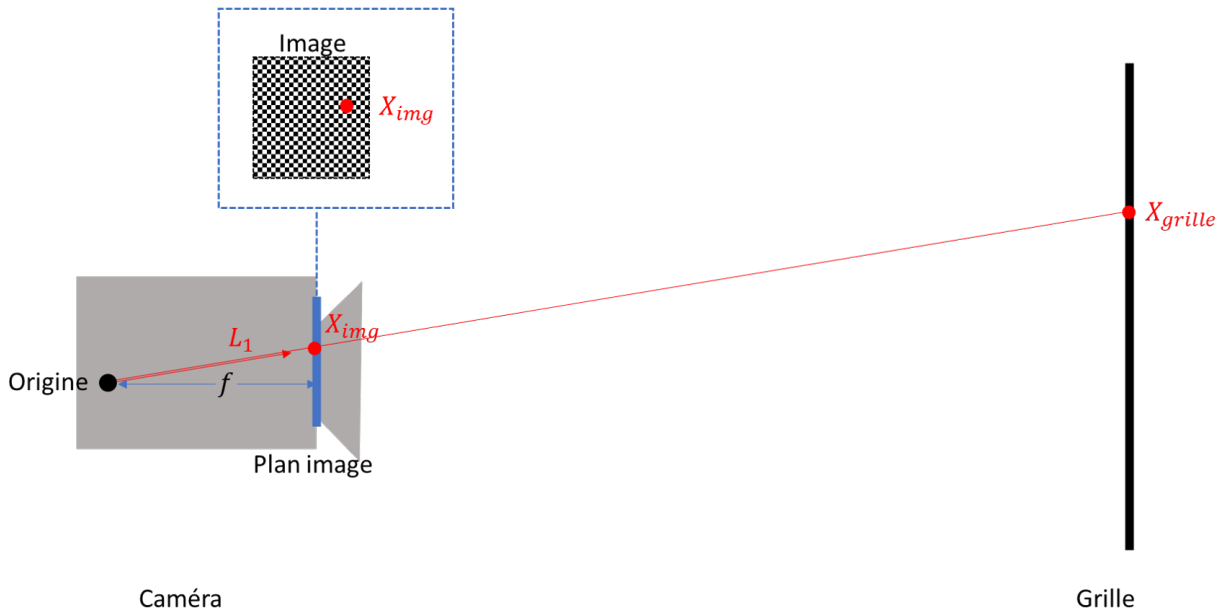 Image
X_img
X_grille
X_img
L_1
Origine
f
Plan image
Caméra
Grille